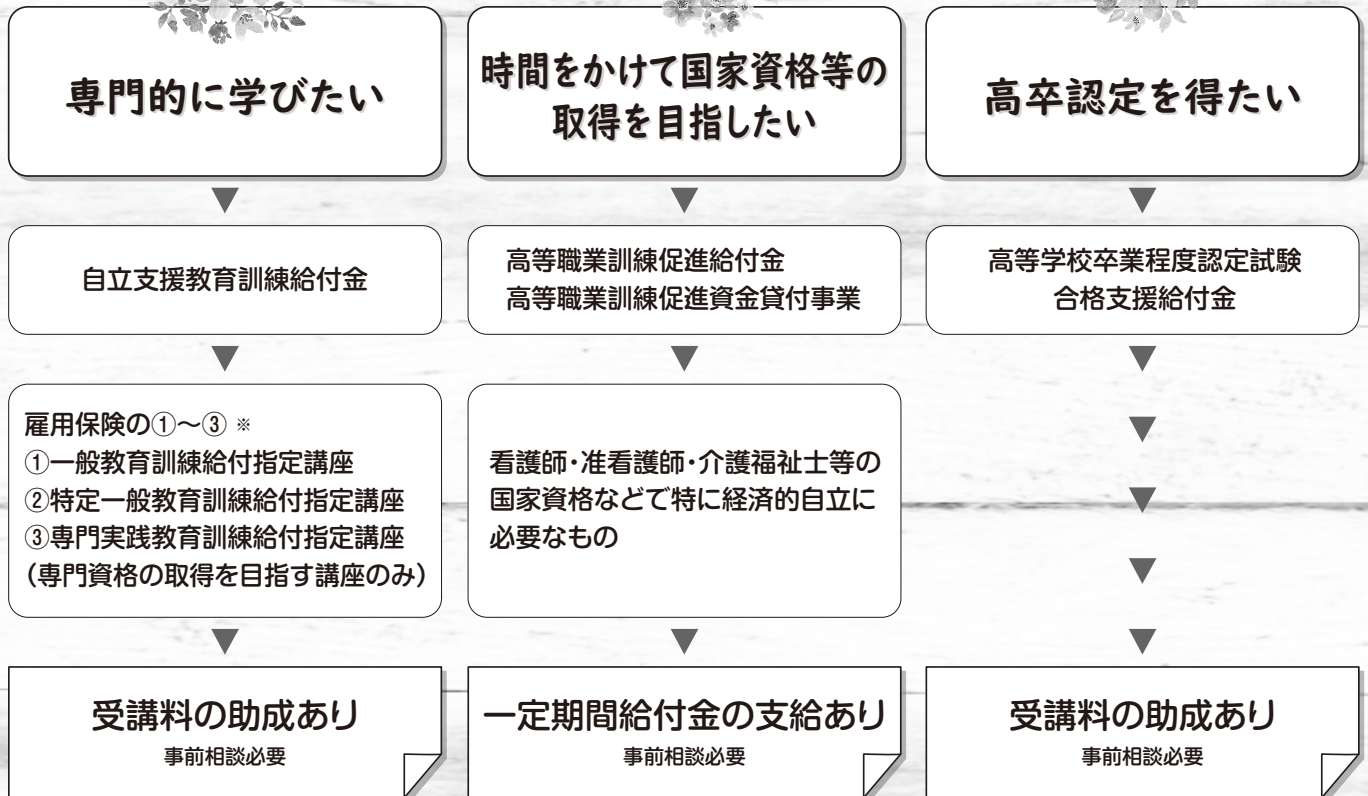 専門的に学びたい
時間をかけて国家資格等の
取得を目指したい
高卒認定を得たい
自立支援教育訓練給付金
高等職業訓練促進給付金
高等職業訓練促進資金貸付事業
高等学校卒業程度認定試験
合格支援給付金
雇用保険の①~③ ※
①一般教育訓練給付指定講座
②特定一般教育訓練給付指定講座
③専門実践教育訓練給付指定講座
(専門資格の取得を目指す講座のみ)
看護師・准看護師・介護福祉士等の
国家資格などで特に経済的自立に
必要なもの
受講料の助成あり
事前相談必要
一定期間給付金の支給あり
事前相談必要
受講料の助成あり
事前相談必要